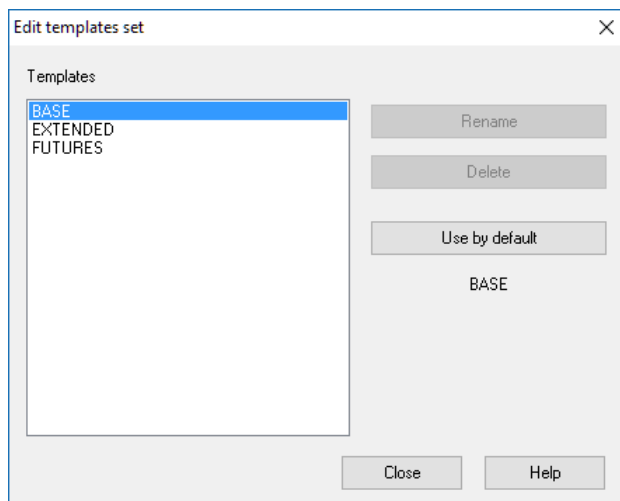 Edit templates set
Templates
BASE
EXTENDED
FUTURES
Rename
Delete
Use by default
BASE
Close
Help